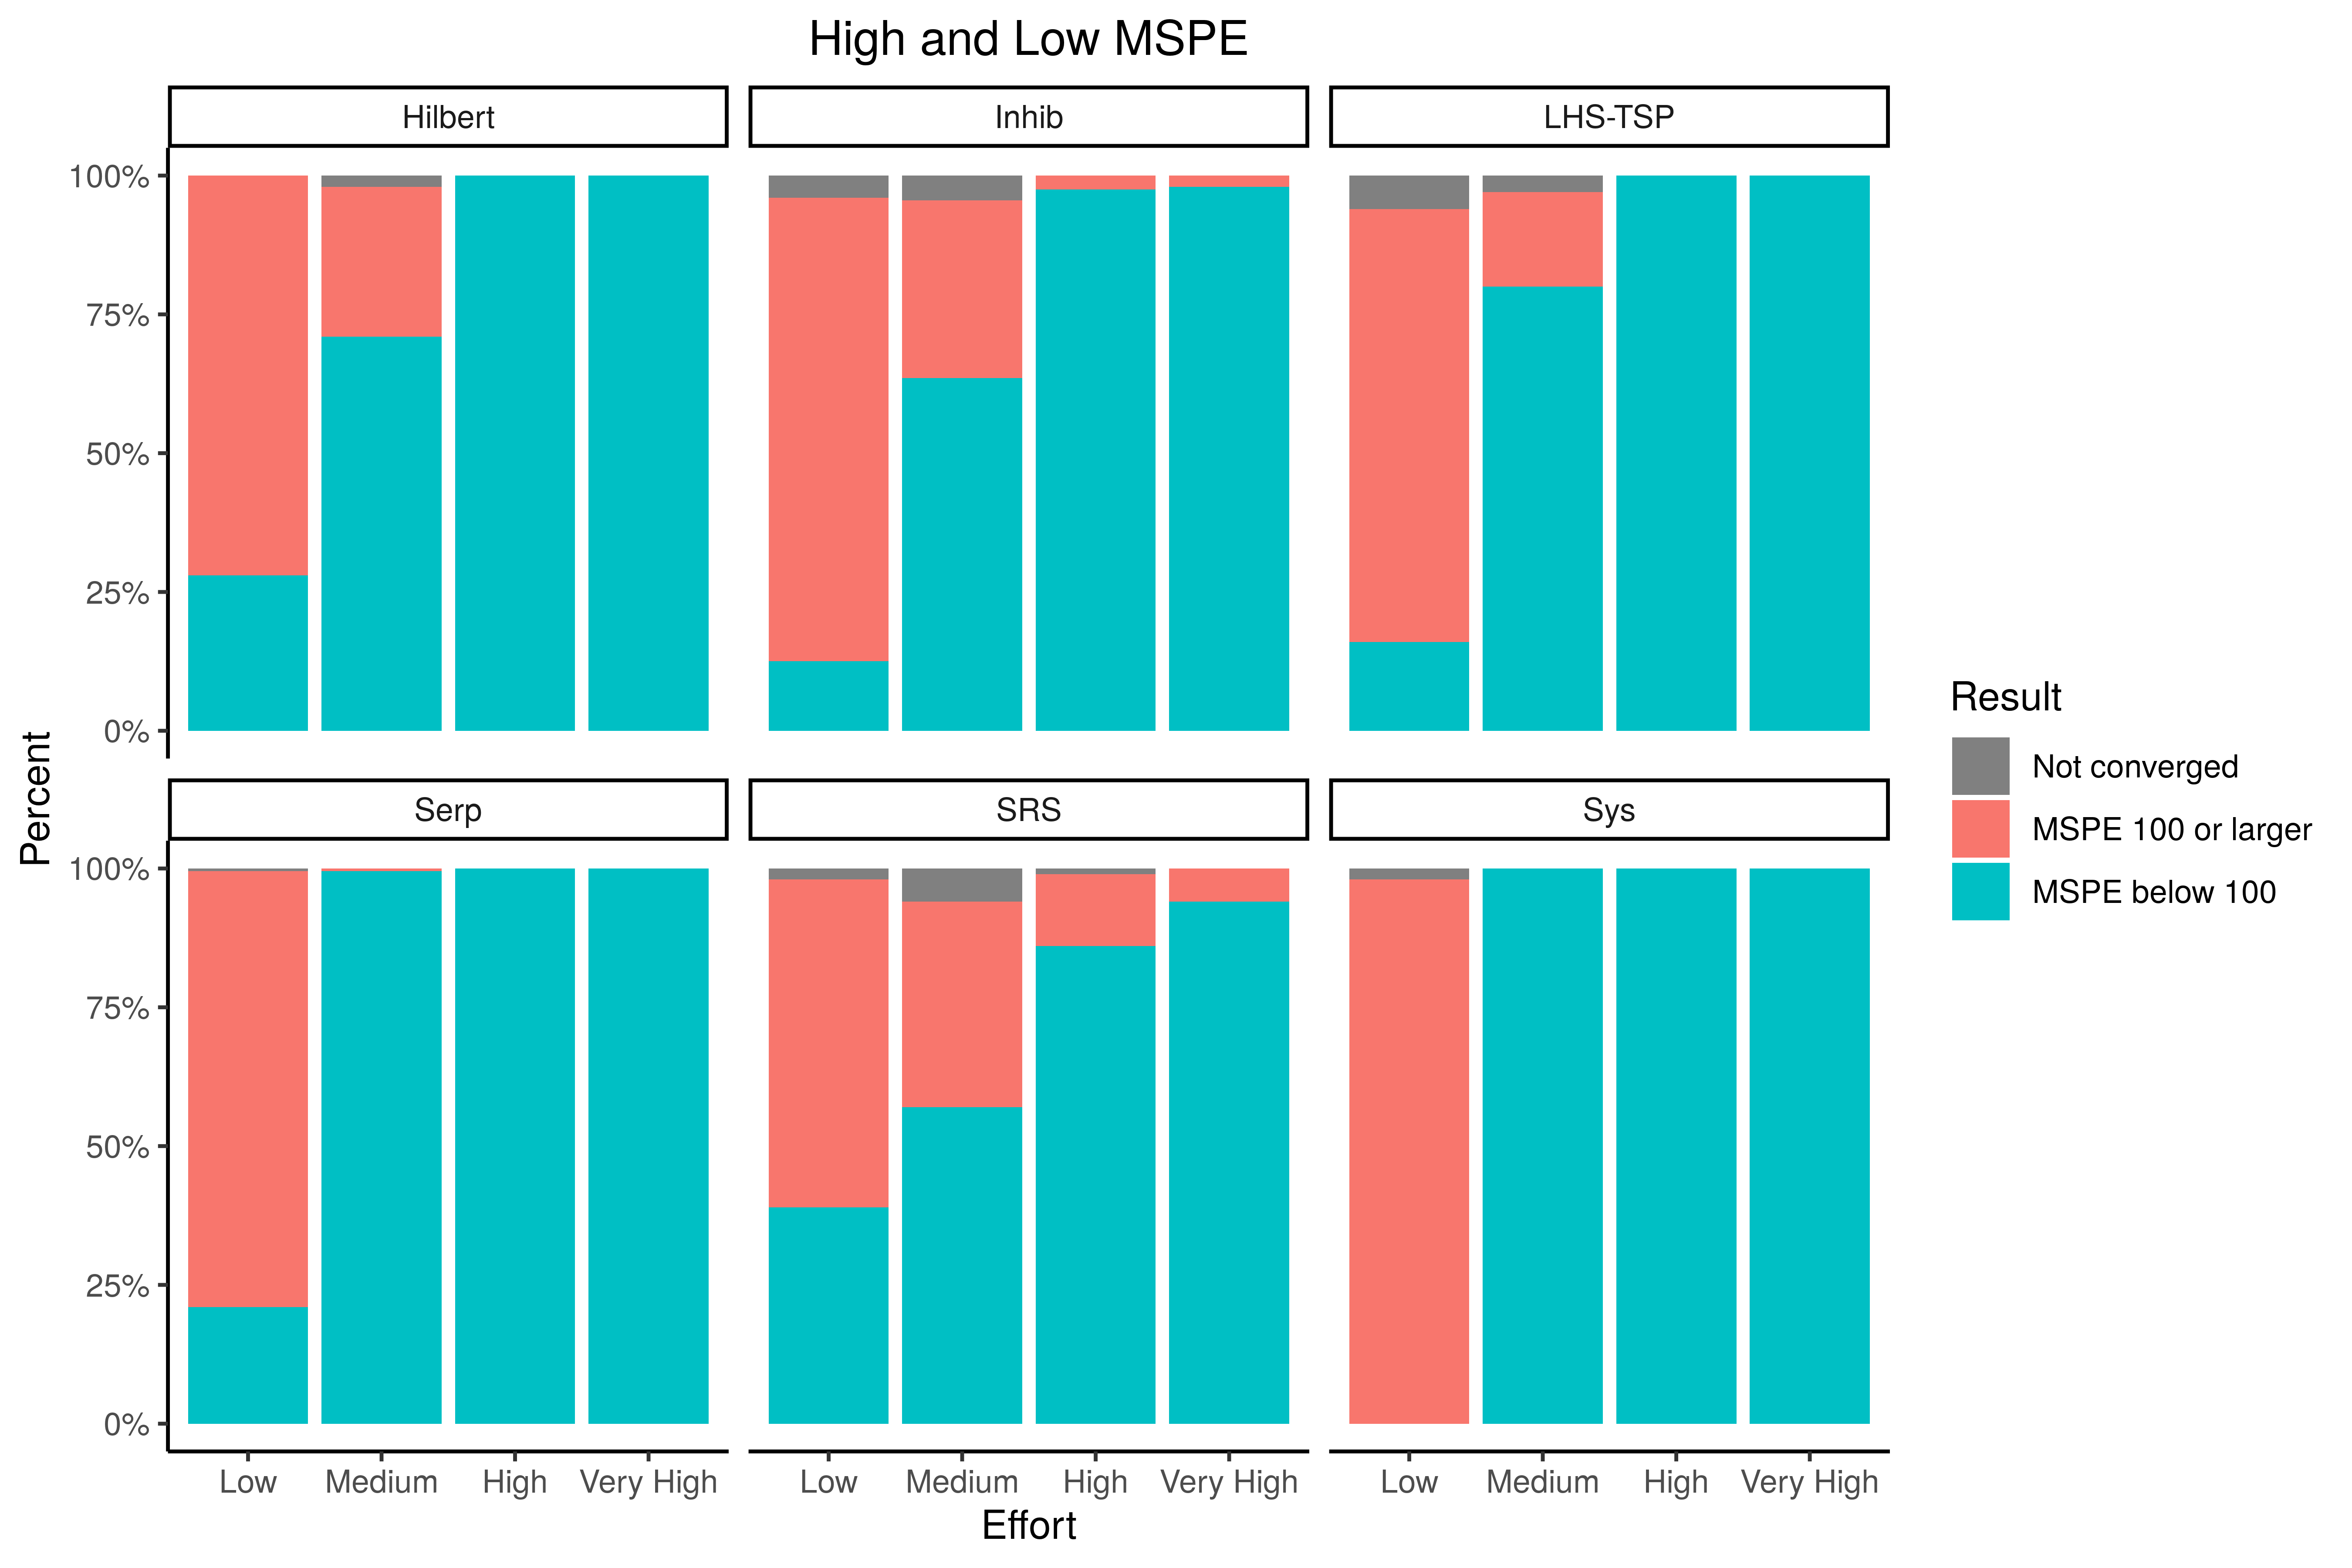 High and Low MSPE
Hilbert
Inhib
LHS-TSP
100%
75%
50%
25%
0%
Serp
SRS
Sys
100%
75%
50%
25%
0%
Low Medium High Very High
Low Medium High Very High
Low Medium High Very High
Effort
Percent
Result
Not converged
MSPE 100 or larger
MSPE below 100